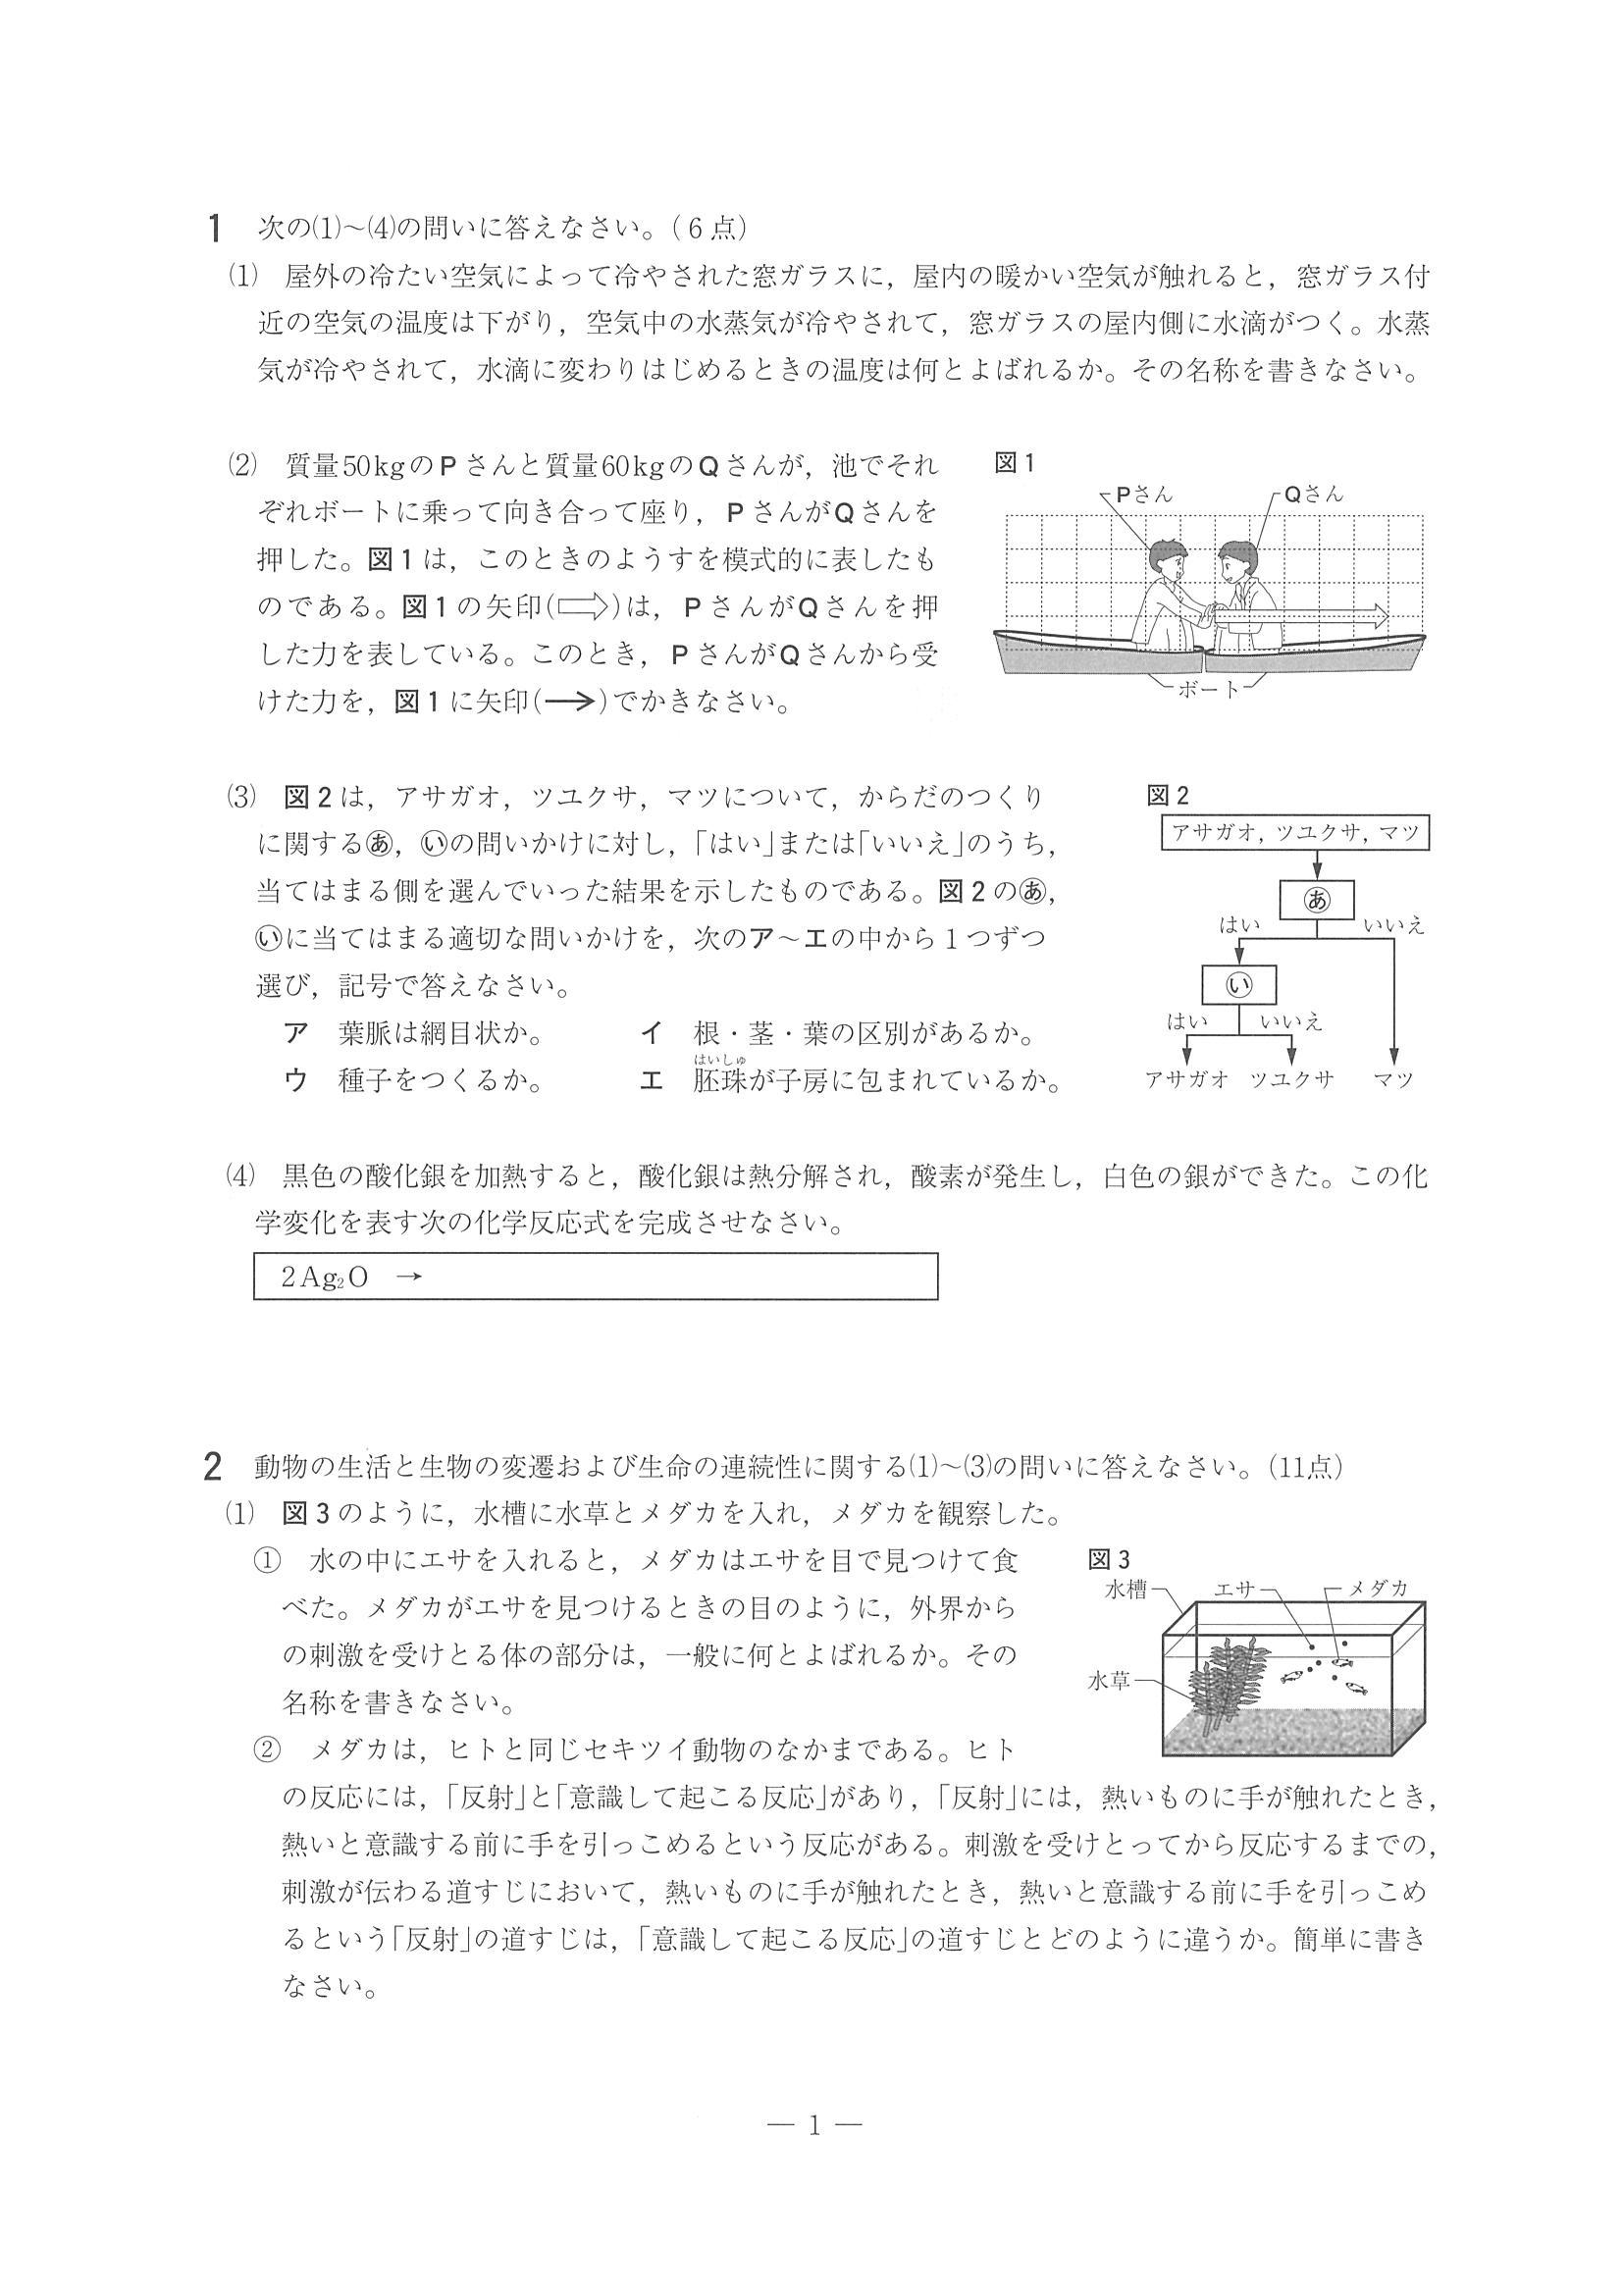 1 次の⑴~⑷の問いに答えなさい。(6点)
⑴ 屋外の冷たい空気によって冷やされた窓ガラスに，屋内の暖かい空気が触れると，窓ガラス付
近の空気の温度は下がり，空気中の水蒸気が冷やされて，窓ガラスの屋内側に水滴がつく。水蒸
気が冷やされて，水滴に変わりはじめるときの温度は何とよばれるか。その名称を書きなさい。
⑵ 質量50kgのPさんと質量60kgのQさんが，池でそれ
ぞれボートに乗って向き合って座り，PさんがQさんを
押した。図1は，このときのようすを模式的に表したも
のである。図1の矢印(⇨)は，PさんがQさんを押
した力を表している。このとき，PさんがQさんから受
けた力を，図1に矢印(→)でかきなさい。
図1
Pさん
Qさん
ボート
⑶ 図2は，アサガオ，ツユクサ，マツについて，からだのつくり
に関するⓐあ，ⓘいの問いかけに対し，「はい」または「いいえ」のうち，
当てはまる側を選んでいった結果を示したものである。図2のあ，
いに当てはまる適切な問いかけを，次のア~エの中から1つずつ
選び，記号で答えなさい。
ア 葉脈は網目状か。 イ 根・茎・葉の区別があるか。
はいしゅ
ウ 種子をつくるか。 エ 胚珠が子房に包まれているか。
図2
アサガオ，ツユクサ，マツ
あ
はい いいえ
い
はい いいえ
アサガオ ツユクサ マツ
⑷ 黒色の酸化銀を加熱すると，酸化銀は熱分解され，酸素が発生し，白色の銀ができた。この化
学変化を表す次の化学反応式を完成させなさい。
2Ag₂O →
2 動物の生活と生物の変遷および生命の連続性に関する⑴~⑶の問いに答えなさい。(11点)
⑴ 図3のように，水槽に水草とメダカを入れ，メダカを観察した。
① 水の中にエサを入れると，メダカはエサを目で見つけて食
べた。メダカがエサを見つけるときの目のように，外界から
の刺激を受けとる体の部分は，一般に何とよばれるか。その
名称を書きなさい。
図3
水槽 エサ メダカ
水草
② メダカは，ヒトと同じセキツイ動物のなかまである。ヒト
の反応には，「反射」と「意識して起こる反応」があり，「反射」には，熱いものに手が触れたとき，
熱いと意識する前に手を引っこめるという反応がある。刺激を受けとってから反応するまでの，
刺激が伝わる道すじにおいて，熱いものに手が触れたとき，熱いと意識する前に手を引っこめ
るという「反射」の道すじは，「意識して起こる反応」の道すじとどのように違うか。簡単に書き
なさい。
— 1 —